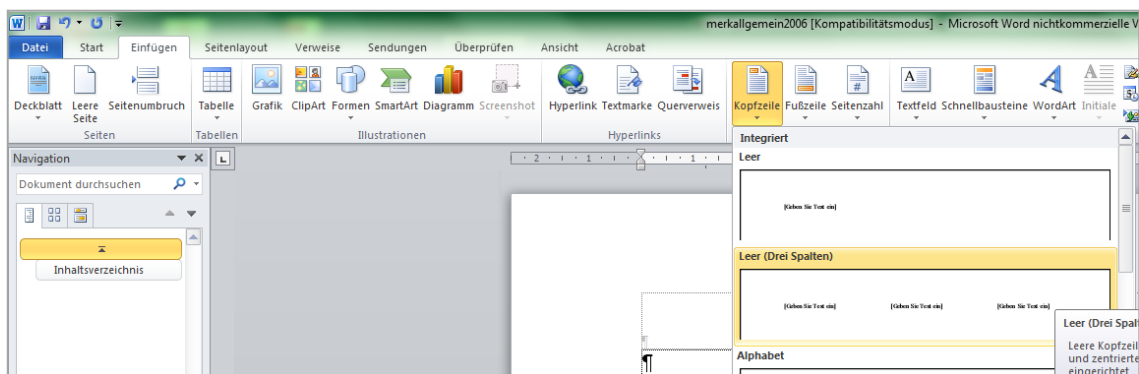 merkallgemein2006 [Kompatibilitätsmodus] - Microsoft Word nichtkommerzielle V
Datei Start Einfügen Seitenlayout Verweise Sendungen Überprüfen Ansicht Acrobat
Deckblatt Leere Seite Seitenumbruch Tabelle Grafik ClipArt Formen SmartArt Diagramm Screenshot Hyperlink Textmarke Querverweis Kopfzeile Fußzeile Seitenzahl Textfeld Schnellbausteine WordArt Initiale
Seiten Tabellen Illustrationen Hyperlinks
Integriert
Navigation
Leer
Dokument durchsuchen
[Geben Sie Text ein]
Inhaltsverzeichnis
Leer (Drei Spalten)
[Geben Sie Text ein] [Geben Sie Text ein] [Geben Sie Text ein]
Leer (Drei Spal
Leere Kopfzeil
und zentrierte
eingerichtet
Alphabet